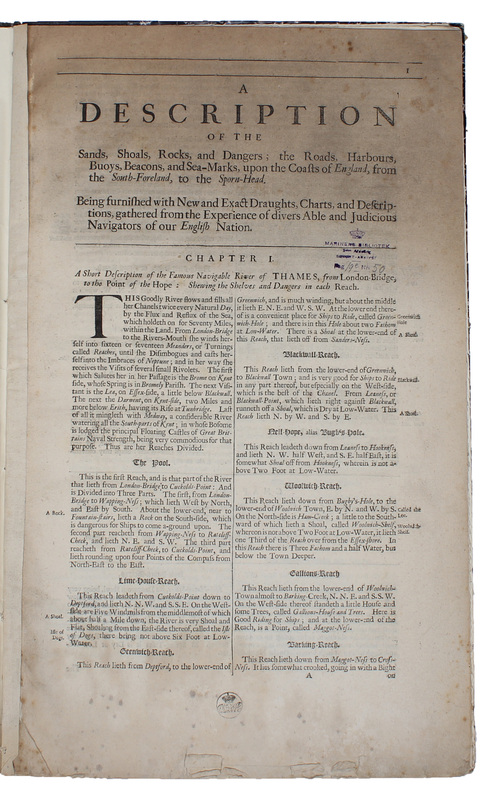 1
A
DESCRIPTION
OF THE
Sands, Shoals, Rocks, and Dangers; the Roads, Harbours,
Buoys, Beacons, and Sea-Marks, upon the Coasts of England, from
the South-Foreland, to the Sporn-Head.
Being furnished with New and Exact Draughts, Charts, and Descrip-
tions, gathered from the Experience of divers Able and Judicious
Navigators of our English Nation.
CHAPTER I.
A Short Description of the Famous Navigable River of THAMES, from London-Bridge,
to the Point of the Hope: Shewing the Shelves and Dangers in each Reach.
THIS Goodly River flows and fills all
her Chanels twice every Natural Day,
by the Flux and Reflux of the Sea,
which holdeth on for Seventy Miles,
within the Land. From London-Bridge
to the Rivers-Mouth she winds her-
self into sixteen or seventeen Meanders, or Turnings
called Reaches, until she Disimbogues and casts her-
self into the Imbraces of Neptune; and in her way she
receives the Visits of several small Rivolets. The first
which Salutes her in her Passage is the Brome on Kent
side, whose Spring is in Bromely Parish. The next Visi-
tant is the Lea, on Essex-side, a little below Blackwall.
The next the Darment, on Kent-side, two Miles and
more below Erith, having its Rise at Tunbridge. Last
of all it inosgleth with Medway, a considerable River
watering all the South-parts of Kent; in whose Bosome
is lodged the principal Floating Castles of Great Bri-
tains Naval Strength, being very commodious for that
purpose. Thus are her Reaches divided.
The Pool.
This is the first Reach, and is that part of the River
that lieth from London-Bridge to Cuckolds-Point: And
is Divided into Three Parts. The first, from London-
Bridge to Wapping-Ness; which lieth West by North,
and East by South. About the lower-end, near to
A Rock.
Fountain-stairs, lieth a Rock on the South-side, which
is dangerous for Ships to come a-ground upon. The
second part reacheth from Wapping-Ness to Ratcliff-
Check, and lieth N. E. and S. W. The third part
reacheth from Ratcliff-Check, to Cuckolds-Point, and
lieth rounding upon four Points of the Compass from
North-East to the East.
Lime-house-Reach.
This Reach leadeth from Cuckolds-Point down to
Deptford, and lieth N. N. W. and S. S. E. On the West-
side are Five Windmils from the middlemost of which
A Shoal.
about half a Mile down, the River is very Shoal and
Flat, Shoaling from the East-side thereof, called the Isle
Isle of Dogs.
of Dogs, there being not above Six Foot at Low-
Water.
Greenwich-Reach.
This Reach lieth from Deptford, to the lower-end of
Greenwich, and is much winding, but about the middle
it lieth E. N. E. and W. S. W. At the lower end there-
of is a convenient place for Ships to Ride, called Green-
wich-Hole; and there is in this Hole about two Fathom
at Low-Water. There is a Shoal at the lower-end of
A Shoal.
this Reach, that lieth off from Sanders-Ness.
Blackwall-Reach.
This Reach lieth from the lower-end of Greenwich,
to Blackwall Town; and is very good for Ships to Ride
in any part thereof, but especially on the West-side,
which is the best of the Chanel. From Leaness, or
Blackwall-Point, which lieth right against Blackwall,
runneth off a Shoal, which is Dry at Low-Water. This
A Shoal.
Reach lieth N. by W. and S. by E.
alias Bugby's Hole.
This Reach leadeth down from Leaness to Hookness,
and lieth N. W. half West, and S. E. half East, it is
somewhat Shoal off from Hookness, wherein is not a-
bove Two Foot at Low-Water.
Woolwich-Reach.
This Reach lieth down from Bugby's-Hole, to the
lower-end of Woolwich Town, E. by N. and W. by S.
On the North-side is Ham-Creek; a little to the South-
ward of which lieth a Shoal, called Woolwich-Shelf,
whereon is not above Two Foot at Low-Water, it lieth
one Third of the Reach over from the Essex-shore. In
this Reach there is Three Fathom and a half Water, but
below the Town Deeper.
Gallions-Reach.
This Reach lieth from the lower-end of Woolwich-
Town almost to Barking-Creek, N. N. E. and S. S. W.
On the West-side thereof standeth a little House and
some Trees, called Gallions-House and Trees. Here is
Good Riding for Ships; and at the lower-end of the
Reach, is a Point, called Margot-Ness.
Barking-Reach.
This Reach lieth down from Margot-Ness to Cross-
Ness. It lies somewhat crooked, going in with a Bight
A
on